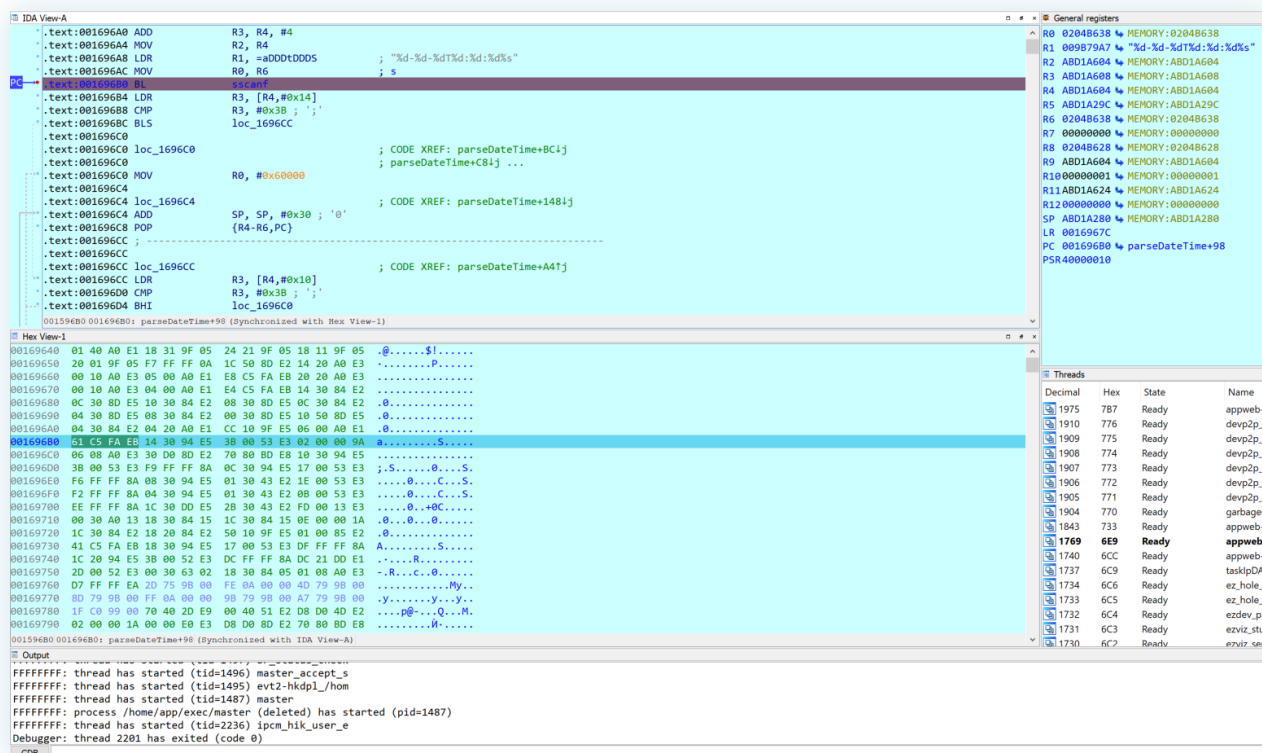 IDA View-A
.text:001696A0 ADD R3, R4, #4
.text:001696A4 MOV R2, R4
.text:001696A8 LDR R1, =aDDDtDDDS ; "%d-%d-%dT%d:%d:%d%s"
.text:001696AC MOV R0, R6 ; s
PC .text:001696B0 BL sscanf
.text:001696B4 LDR R3, [R4,#0x14]
.text:001696B8 CMP R3, #0x3B ; ';'
.text:001696BC BLS loc_1696CC
.text:001696C0
.text:001696C0 loc_1696C0 ; CODE XREF: parseDateTime+BC↓j
.text:001696C0 ; parseDateTime+C8↓j ...
.text:001696C0 MOV R0, #0x60000
.text:001696C4
.text:001696C4 loc_1696C4 ; CODE XREF: parseDateTime+148↓j
.text:001696C4 ADD SP, SP, #0x30 ; '0'
.text:001696C8 POP {R4-R6,PC}
.text:001696CC ; ---------------------------------------------------------------------------
.text:001696CC
.text:001696CC loc_1696CC ; CODE XREF: parseDateTime+A4↑j
.text:001696CC LDR R3, [R4,#0x10]
.text:001696D0 CMP R3, #0x3B ; ';'
.text:001696D4 BHI loc_1696C0
001596B0 001696B0: parseDateTime+98 (Synchronized with Hex View-1)
General registers
R0 0204B638 MEMORY:0204B638
R1 009B79A7 "%d-%d-%dT%d:%d:%d%s"
R2 ABD1A604 MEMORY:ABD1A604
R3 ABD1A608 MEMORY:ABD1A608
R4 ABD1A604 MEMORY:ABD1A604
R5 ABD1A29C MEMORY:ABD1A29C
R6 0204B638 MEMORY:0204B638
R7 00000000 MEMORY:00000000
R8 0204B628 MEMORY:0204B628
R9 ABD1A604 MEMORY:ABD1A604
R10 00000001 MEMORY:00000001
R11 ABD1A624 MEMORY:ABD1A624
R12 00000000 MEMORY:00000000
SP ABD1A280 MEMORY:ABD1A280
LR 0016967C
PC 001696B0 parseDateTime+98
PSR 40000010
Hex View-1
00169640 01 40 A0 E1 18 31 9F 05 24 21 9F 05 18 11 9F 05 .@......$!......
00169650 20 01 9F 05 F7 FF FF 0A 1C 50 8D E2 14 20 A0 E3 ·........P......
00169660 00 10 A0 E3 05 00 A0 E1 E8 C5 FA EB 20 20 A0 E3 ................
00169670 00 10 A0 E3 04 00 A0 E1 E4 C5 FA EB 14 30 84 E2 ................
00169680 0C 30 8D E5 10 30 84 E2 08 30 8D E5 0C 30 84 E2 .0..............
00169690 04 30 8D E5 08 30 84 E2 00 30 8D E5 10 50 8D E5 .0..............
001696A0 04 30 84 E2 04 20 A0 E1 CC 10 9F E5 06 00 A0 E1 .0..............
001696B0 61 C5 FA EB 14 30 94 E5 3B 00 53 E3 02 00 00 9A a.........S.....
001696C0 06 08 A0 E3 30 D0 8D E2 70 80 BD E8 10 30 94 E5 ................
001696D0 3B 00 53 E3 F9 FF FF 8A 0C 30 94 E5 17 00 53 E3 ;.S......0....S.
001696E0 F6 FF FF 8A 08 30 94 E5 01 30 43 E2 1E 00 53 E3 .....0....C...S.
001696F0 F2 FF FF 8A 04 30 94 E5 01 30 43 E2 0B 00 53 E3 .....0....C...S.
00169700 EE FF FF 8A 1C 30 DD E5 2B 30 43 E2 FD 00 13 E3 .....0..+0C.....
00169710 00 30 A0 13 18 30 84 15 1C 30 84 15 0E 00 00 1A .0...0...0......
00169720 1C 30 84 E2 18 20 84 E2 50 10 9F E5 01 00 85 E2 .0..............
00169730 41 C5 FA EB 18 30 94 E5 17 00 53 E3 DF FF FF 8A A.........S.....
00169740 1C 20 94 E5 3B 00 52 E3 DC FF FF 8A DC 21 DD E1 .·....R.........
00169750 2D 00 52 E3 00 30 63 02 18 30 84 05 01 08 A0 E3 -.R...c..0......
00169760 D7 FF FF EA 2D 75 9B 00 FE 0A 00 00 4D 79 9B 00 ............My..
00169770 8D 79 9B 00 FF 0A 00 00 9B 79 9B 00 A7 79 9B 00 .y.......y...y..
00169780 1F C0 99 00 70 40 2D E9 00 40 51 E2 D8 D0 4D E2 ....p@-...Q...M.
00169790 02 00 00 1A 00 00 E0 E3 D8 D0 8D E2 70 80 BD E8 .........Й·.....
001596B0 001696B0: parseDateTime+98 (Synchronized with IDA View-A)
Threads
Decimal Hex State Name
1975 7B7 Ready appweb-
1910 776 Ready devp2p_
1909 775 Ready devp2p_
1908 774 Ready devp2p_
1907 773 Ready devp2p_
1906 772 Ready devp2p_
1905 771 Ready devp2p_
1904 770 Ready garbage
1843 733 Ready appweb-
1769 6E9 Ready appweb
1740 6CC Ready appweb-
1737 6C9 Ready taskIpDA
1734 6C6 Ready ez_hole_
1733 6C5 Ready ez_hole_
1732 6C4 Ready ezdev_p
1731 6C3 Ready ezviz_stu
1730 6C2 Ready ezviz_se
Output
FFFFFFFF: thread has started (tid=1496) master_accept_s
FFFFFFFF: thread has started (tid=1495) evt2-hkdpl_/hom
FFFFFFFF: thread has started (tid=1487) master
FFFFFFFF: process /home/app/exec/master (deleted) has started (pid=1487)
FFFFFFFF: thread has started (tid=2236) ipcm_hik_user_e
Debugger: thread 2201 has exited (code 0)
GDB